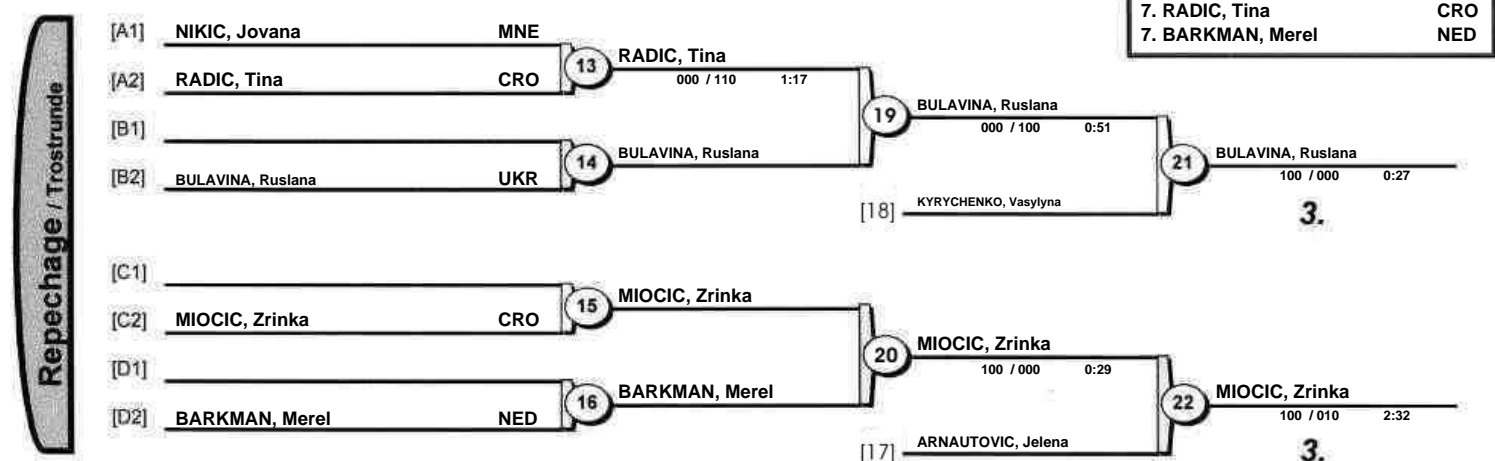 7. RADIC, Tina CRO
7. BARKMAN, Merel NED
Repechage / Trostrunde
[A1] NIKIC, Jovana MNE
13 RADIC, Tina
000 / 110 1:17
[A2] RADIC, Tina CRO
19 BULAVINA, Ruslana
000 / 100 0:51
[B1]
14 BULAVINA, Ruslana
21 BULAVINA, Ruslana
100 / 000 0:27
[B2] BULAVINA, Ruslana UKR
[18] KYRYCHENKO, Vasylyna
3.
[C1]
15 MIOCIC, Zrinka
[C2] MIOCIC, Zrinka CRO
20 MIOCIC, Zrinka
100 / 000 0:29
[D1]
16 BARKMAN, Merel
22 MIOCIC, Zrinka
100 / 010 2:32
[D2] BARKMAN, Merel NED
[17] ARNAUTOVIC, Jelena
3.